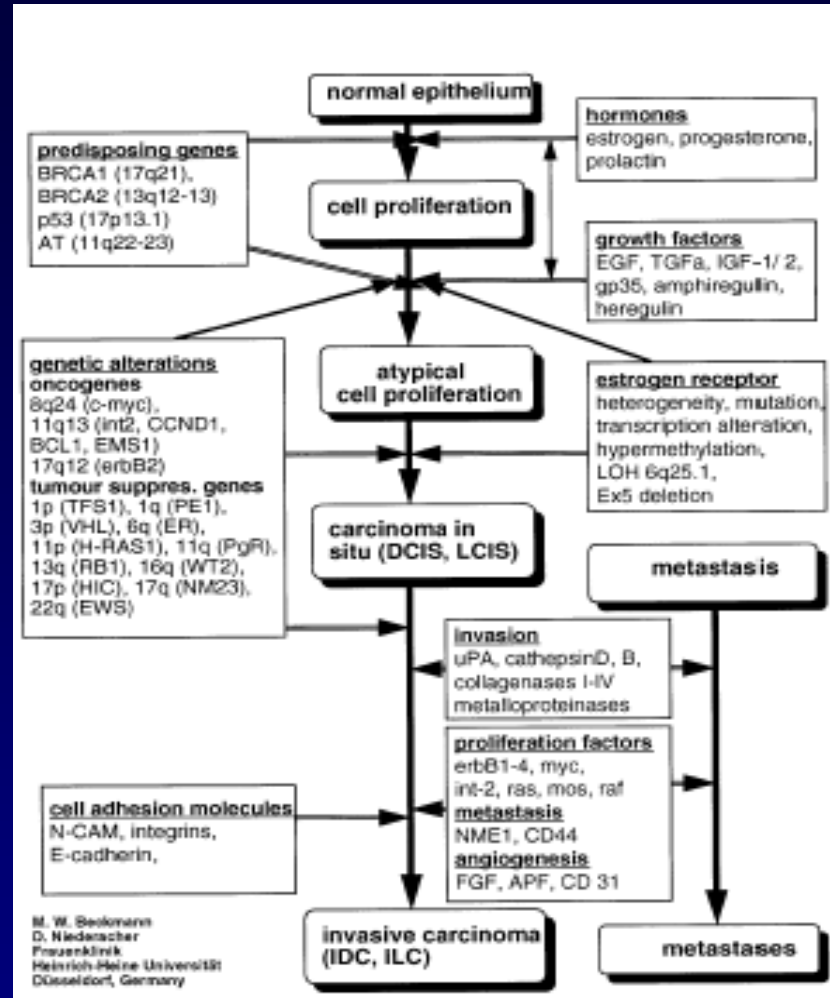 normal epithelium
hormones
estrogen, progesterone,
prolactin
predisposing genes
BRCA1 (17q21),
BRCA2 (13q12-13)
p53 (17p13.1)
AT (11q22-23)
cell proliferation
growth factors
EGF, TGFa, IGF-1/ 2,
gp35, amphiregullin,
heregulin
genetic alterations
oncogenes
8q24 (c-myc),
11q13 (int2, CCND1,
BCL1, EMS1)
17q12 (erbB2)
tumour suppres. genes
1p (TFS1), 1q (PE1),
3p (VHL), 6q (ER),
11p (H-RAS1), 11q (PgR),
13q (RB1), 16q (WT2),
17p (HIC), 17q (NM23),
22q (EWS)
atypical
cell proliferation
estrogen receptior
heterogeneity, mutation,
transcription alteration,
hypermethylation,
LOH 6q25.1,
Ex5 deletion
carcinoma in
situ (DCIS, LCIS)
metastasis
invasion
uPA, cathepsinD, B,
collagenases I-IV
metalloproteinases
proliferation factors
erbB1-4, myc,
int-2, ras, mos, raf
metastasis
NME1, CD44
angiogenesis
FGF, APF, CD 31
cell adhesion molecules
N-CAM, integrins,
E-cadherin,
invasive carcinoma
(IDC, ILC)
metastases
M. W. Beckmann
D. Niederacher
Frauenklinik
Heinrich-Heine Universität
Düsseldorf, Germany